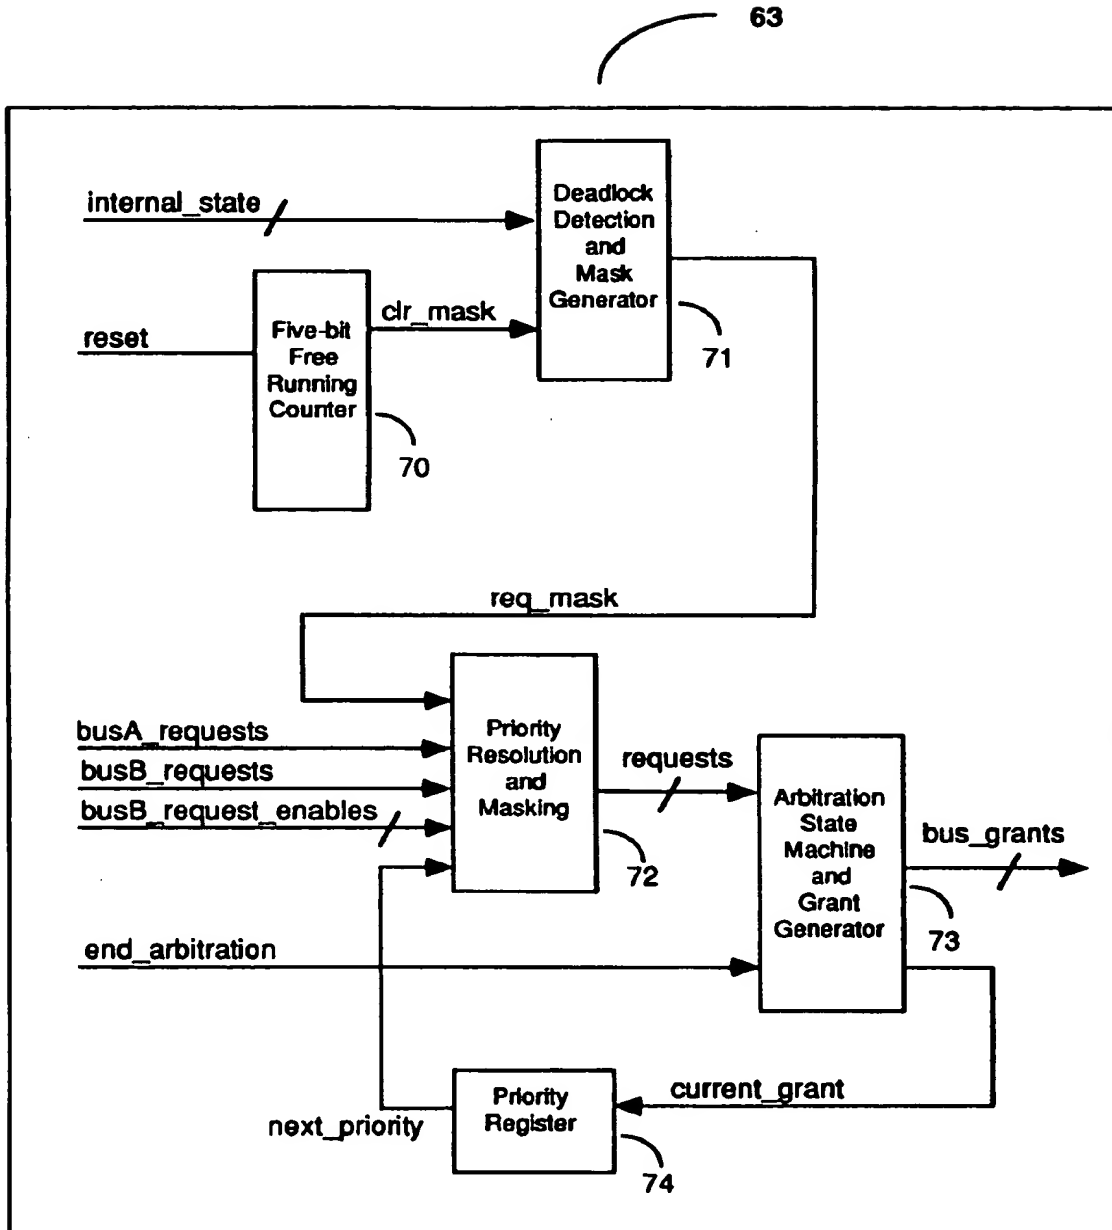 63
internal_state
Deadlock
Detection
and
Mask
Generator
71
reset
Five-bit
Free
Running
Counter
clr_mask
70
req_mask
busA_requests
busB_requests
busB_request_enables
Priority
Resolution
and
Masking
72
requests
Arbitration
State
Machine
and
Grant
Generator
bus_grants
73
end_arbitration
Priority
Register
current_grant
next_priority
74